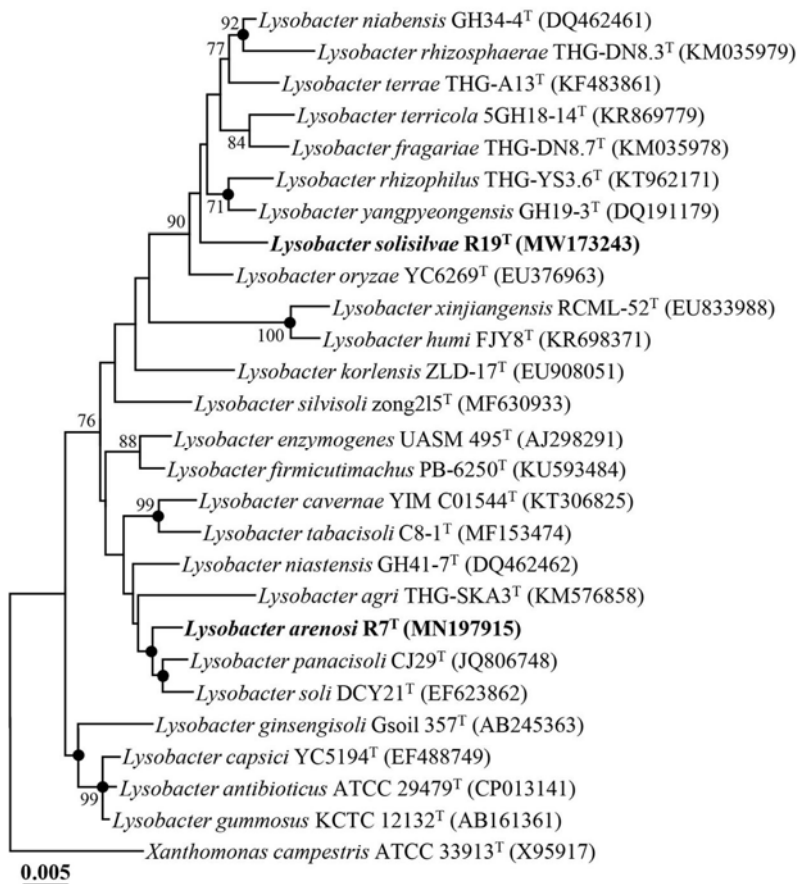 92
Lysobacter niabensis GH34-4ᵀ (DQ462461)
77
Lysobacter rhizosphaerae THG-DN8.3ᵀ (KM035979)
Lysobacter terrae THG-A13ᵀ (KF483861)
Lysobacter terricola 5GH18-14ᵀ (KR869779)
84
Lysobacter fragariae THG-DN8.7ᵀ (KM035978)
Lysobacter rhizophilus THG-YS3.6ᵀ (KT962171)
71
Lysobacter yangpyeongensis GH19-3ᵀ (DQ191179)
90
Lysobacter solisilvae R19ᵀ (MW173243)
Lysobacter oryzae YC6269ᵀ (EU376963)
Lysobacter xinjiangensis RCML-52ᵀ (EU833988)
100
Lysobacter humi FJY8ᵀ (KR698371)
Lysobacter korlensis ZLD-17ᵀ (EU908051)
Lysobacter silvisoli zong2l5ᵀ (MF630933)
76
88
Lysobacter enzymogenes UASM 495ᵀ (AJ298291)
Lysobacter firmicutimachus PB-6250ᵀ (KU593484)
99
Lysobacter cavernae YIM C01544ᵀ (KT306825)
Lysobacter tabacisoli C8-1ᵀ (MF153474)
Lysobacter niastensis GH41-7ᵀ (DQ462462)
Lysobacter agri THG-SKA3ᵀ (KM576858)
Lysobacter arenosi R7ᵀ (MN197915)
Lysobacter panacisoli CJ29ᵀ (JQ806748)
Lysobacter soli DCY21ᵀ (EF623862)
Lysobacter ginsengisoli Gsoil 357ᵀ (AB245363)
Lysobacter capsici YC5194ᵀ (EF488749)
Lysobacter antibioticus ATCC 29479ᵀ (CP013141)
99
Lysobacter gummosus KCTC 12132ᵀ (AB161361)
Xanthomonas campestris ATCC 33913ᵀ (X95917)
0.005